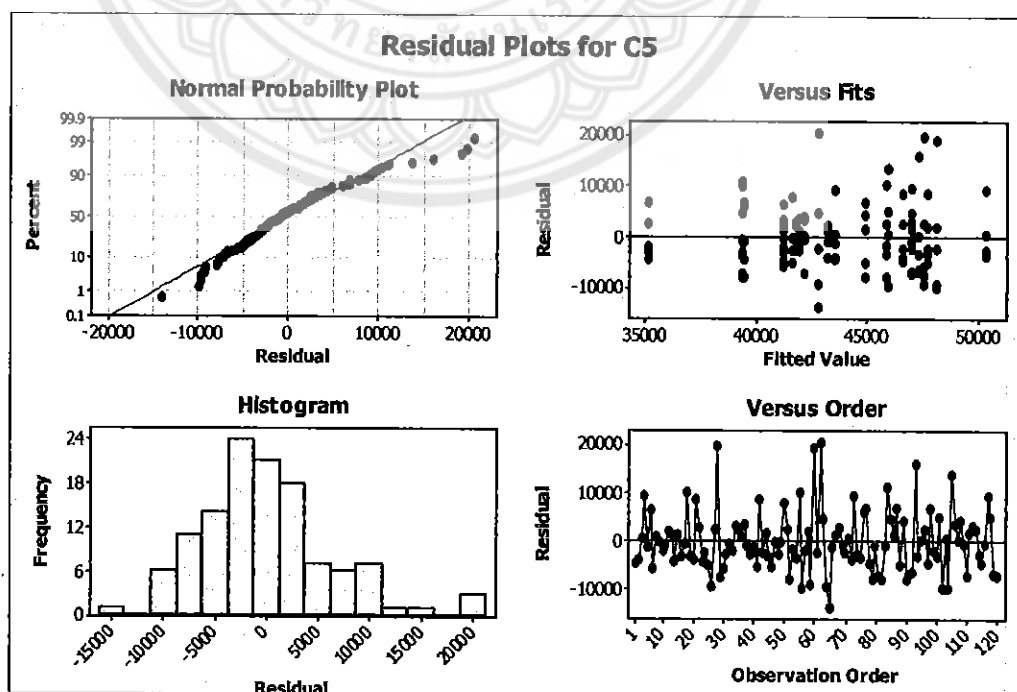 Residual Plots for C5
Normal Probability Plot
99.9
99
90
50
10
1
0.1
Percent
-20000 -10000 0 10000 20000
Residual
Versus Fits
20000
10000
0
-10000
Residual
35000 40000 45000 50000
Fitted Value
Histogram
24
18
12
6
0
Frequency
-15000 -10000 -5000 0 5000 10000 15000 20000
Residual
Versus Order
20000
10000
0
-10000
Residual
1 10 20 30 40 50 60 70 80 90 100 110 120
Observation Order